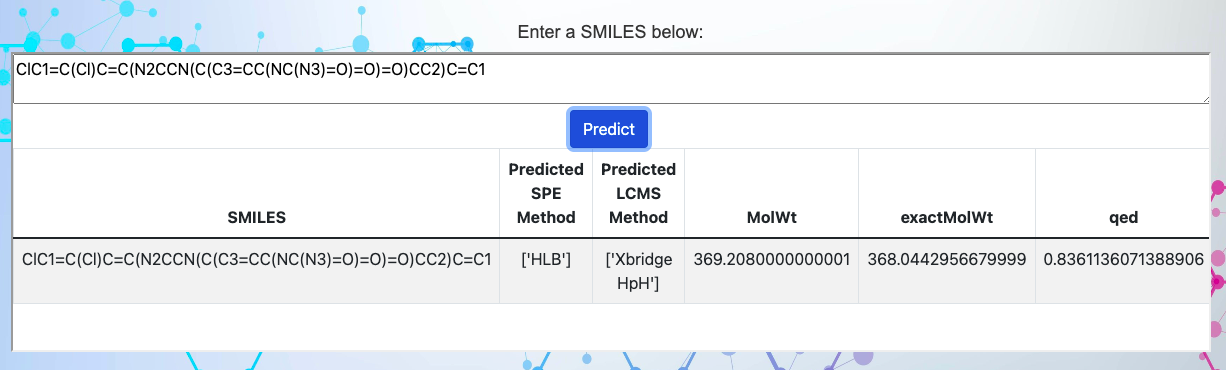 Enter a SMILES below:
ClC1=C(Cl)C=C(N2CCN(C(C3=CC(NC(N3)=O)=O)=O)CC2)C=C1
Predict
SMILES
Predicted
SPE
Method
Predicted
LCMS
Method
MolWt
exactMolWt
qed
ClC1=C(Cl)C=C(N2CCN(C(C3=CC(NC(N3)=O)=O)=O)CC2)C=C1
['HLB']
['Xbridge
HpH']
369.2080000000001
368.0442956679999
0.8361136071388906